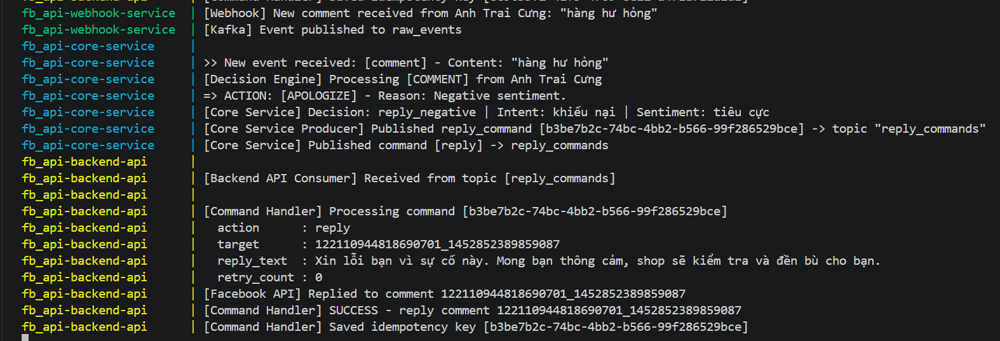 fb_api-webhook-service | [Webhook] New comment received from Anh Trai Cưng: "hàng hư hỏng"
fb_api-webhook-service | [Kafka] Event published to raw_events
fb_api-core-service |
fb_api-core-service | >> New event received: [comment] - Content: "hàng hư hỏng"
fb_api-core-service | [Decision Engine] Processing [COMMENT] from Anh Trai Cưng
fb_api-core-service | => ACTION: [APOLOGIZE] - Reason: Negative sentiment.
fb_api-core-service | [Core Service] Decision: reply_negative | Intent: khiếu nại | Sentiment: tiêu cực
fb_api-core-service | [Core Service Producer] Published reply_command [b3be7b2c-74bc-4bb2-b566-99f286529bce] -> topic "reply_commands"
fb_api-core-service | [Core Service] Published command [reply] -> reply_commands
fb_api-backend-api |
fb_api-backend-api | [Backend API Consumer] Received from topic [reply_commands]
fb_api-backend-api |
fb_api-backend-api | [Command Handler] Processing command [b3be7b2c-74bc-4bb2-b566-99f286529bce]
fb_api-backend-api | action : reply
fb_api-backend-api | target : 122110944818690701_1452852389859087
fb_api-backend-api | reply_text : Xin lỗi bạn vì sự cố này. Mong bạn thông cảm, shop sẽ kiểm tra và đền bù cho bạn.
fb_api-backend-api | retry_count : 0
fb_api-backend-api | [Facebook API] Replied to comment 122110944818690701_1452852389859087
fb_api-backend-api | [Command Handler] SUCCESS - reply comment 122110944818690701_1452852389859087
fb_api-backend-api | [Command Handler] Saved idempotency key [b3be7b2c-74bc-4bb2-b566-99f286529bce]